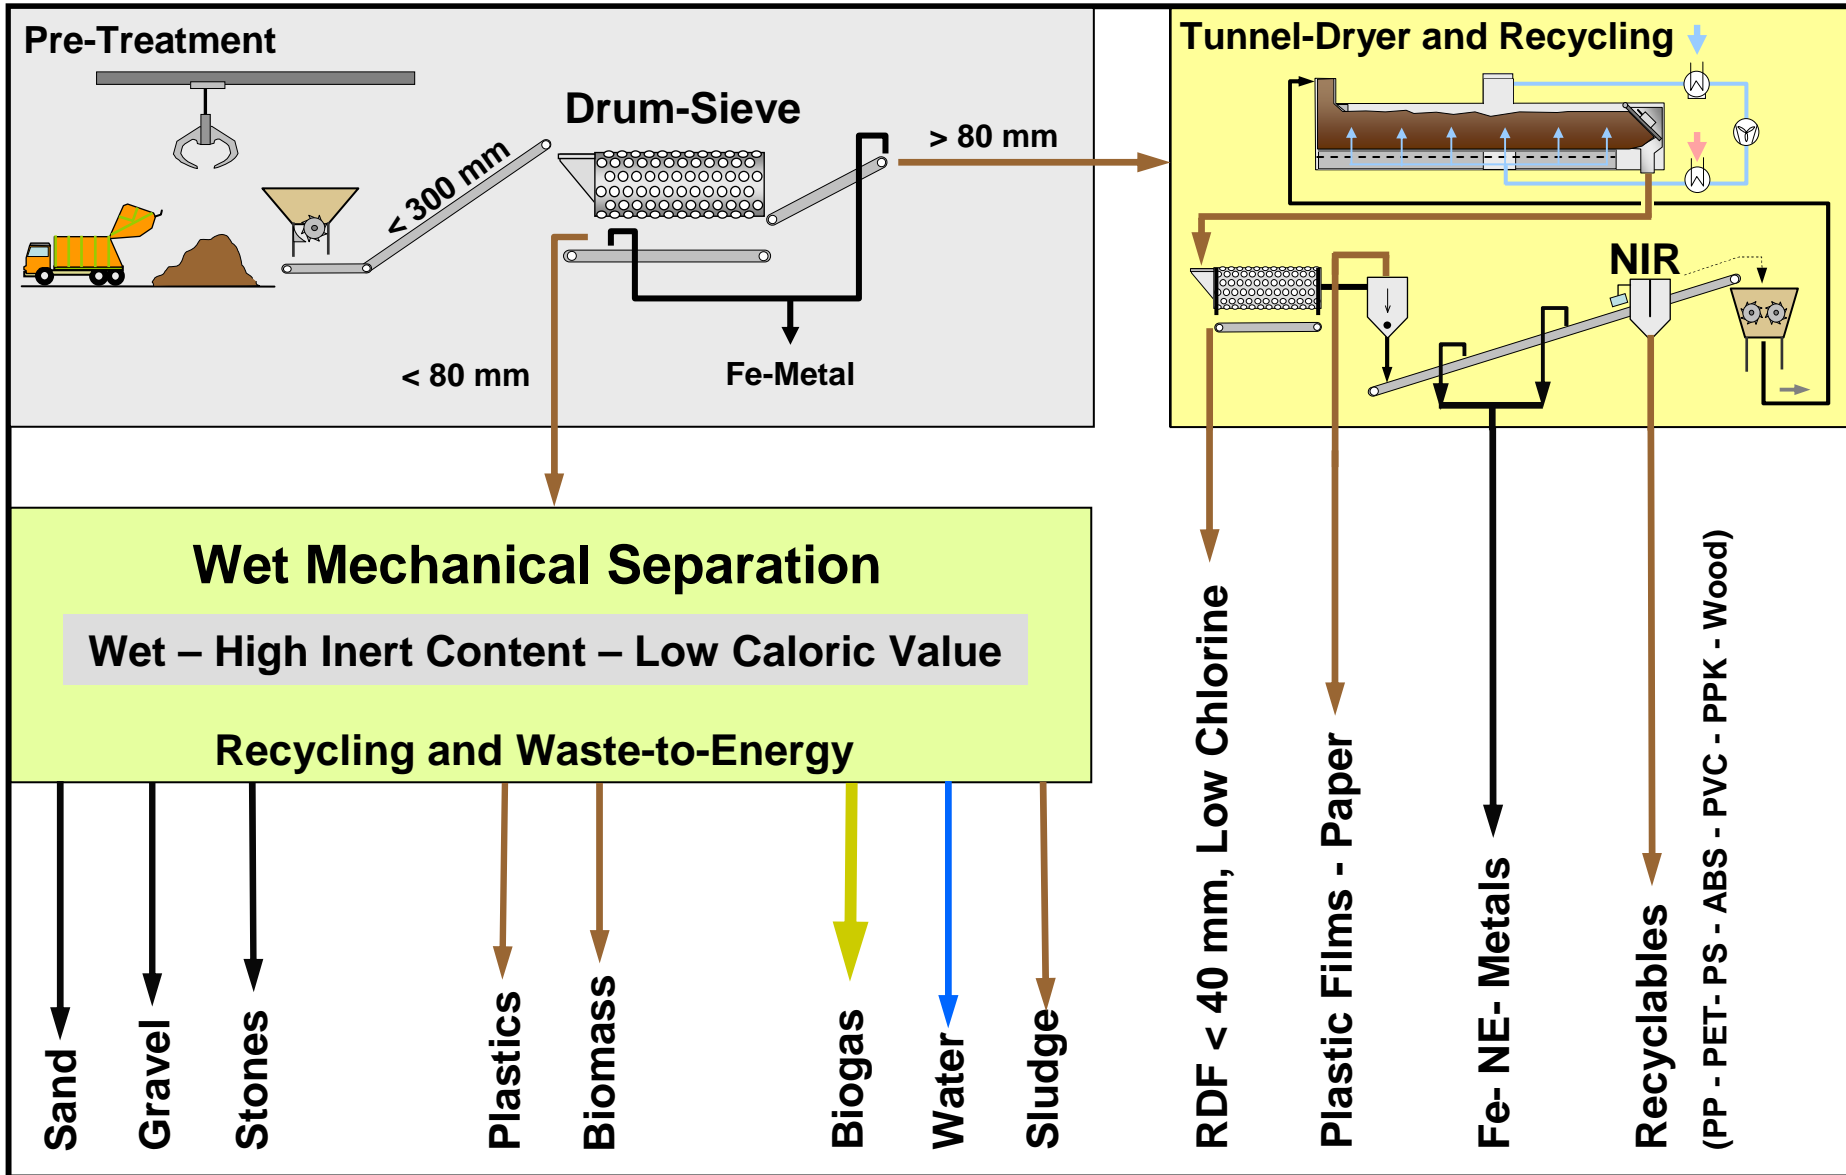 Pre-Treatment
Drum-Sieve
> 80 mm
< 300 mm
< 80 mm
Fe-Metal
Tunnel-Dryer and Recycling
NIR
Wet Mechanical Separation
Wet – High Inert Content – Low Caloric Value
Recycling and Waste-to-Energy
Sand
Gravel
Stones
Plastics
Biomass
Biogas
Water
Sludge
RDF < 40 mm, Low Chlorine
Plastic Films - Paper
Fe- NE- Metals
Recyclables
(PP - PET- PS - ABS - PVC - PPK - Wood)